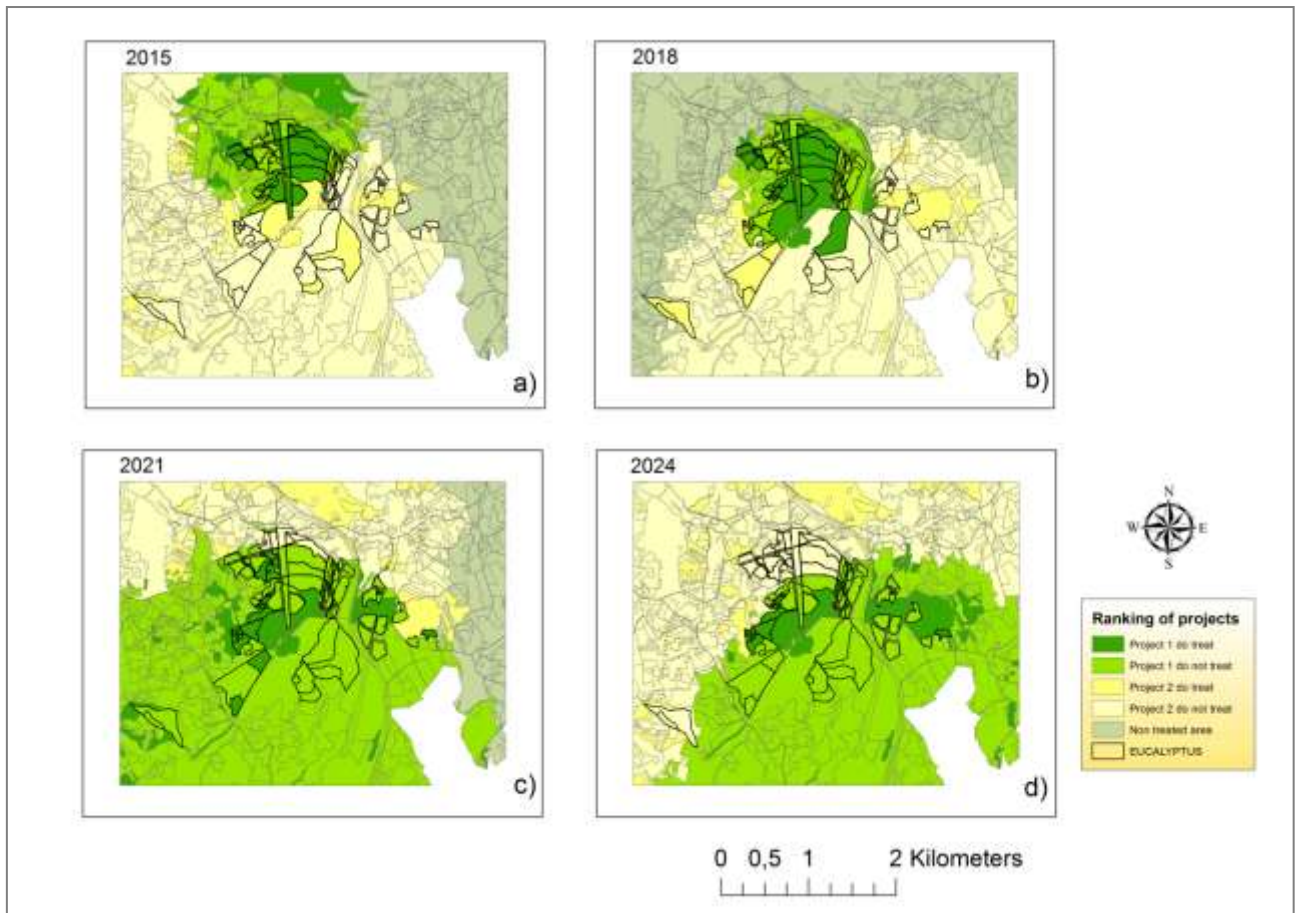 2015
a)
2018
b)
2021
c)
2024
d)
N
W E
S
Ranking of projects
Project 1 do treat
Project 1 do not treat
Project 2 do treat
Project 2 do not treat
Non treated area
EUCALYPTUS
0 0,5 1 2 Kilometers